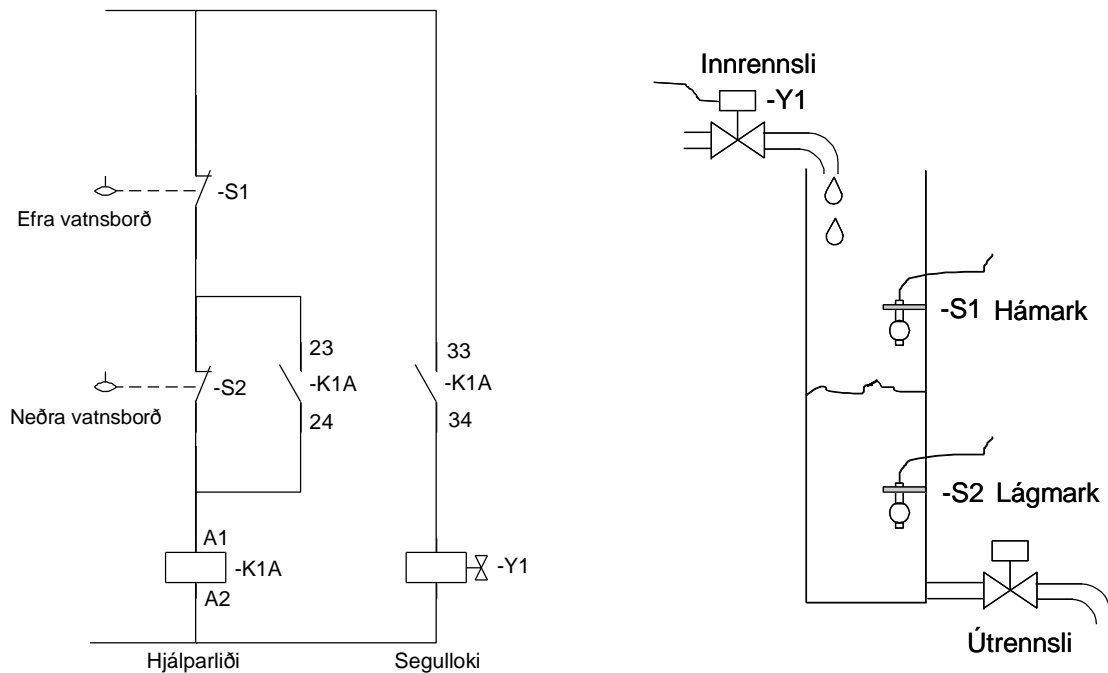 -S1
Efra vatnsborð
23
-S2
-K1A
Neðra vatnsborð
24
33
-K1A
34
A1
-K1A
A2
-Y1
Hjálparliði
Segulloki
Innrennsli
-Y1
-S1 Hámark
-S2 Lágmark
Útrennsli